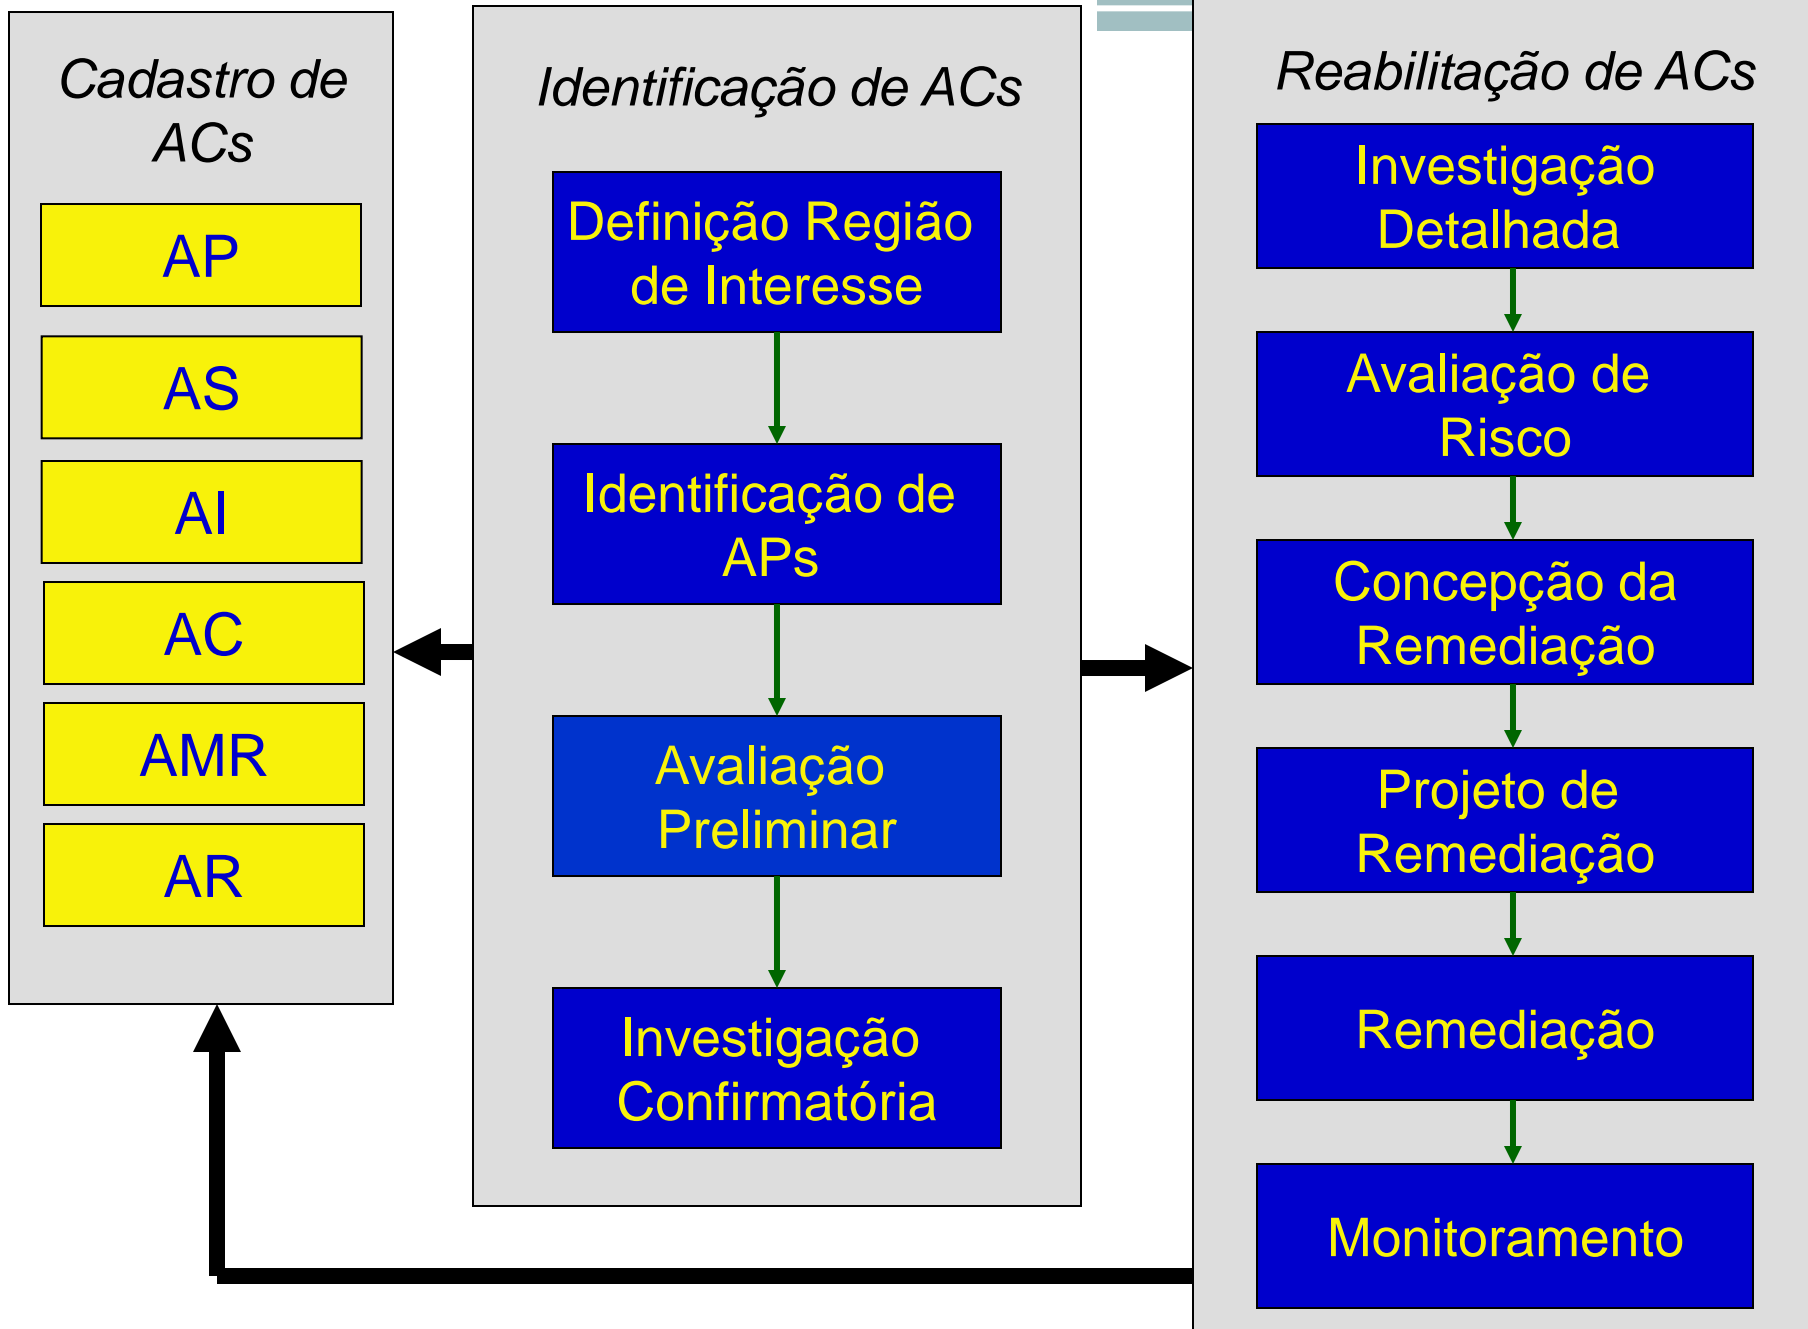 Cadastro de
ACs
AP
AS
AI
AC
AMR
AR
Identificação de ACs
Definição Região
de Interesse
Identificação de
APs
Avaliação
Preliminar
Investigação
Confirmatória
Reabilitação de ACs
Investigação
Detalhada
Avaliação de
Risco
Concepção da
Remediação
Projeto de
Remediação
Remediação
Monitoramento